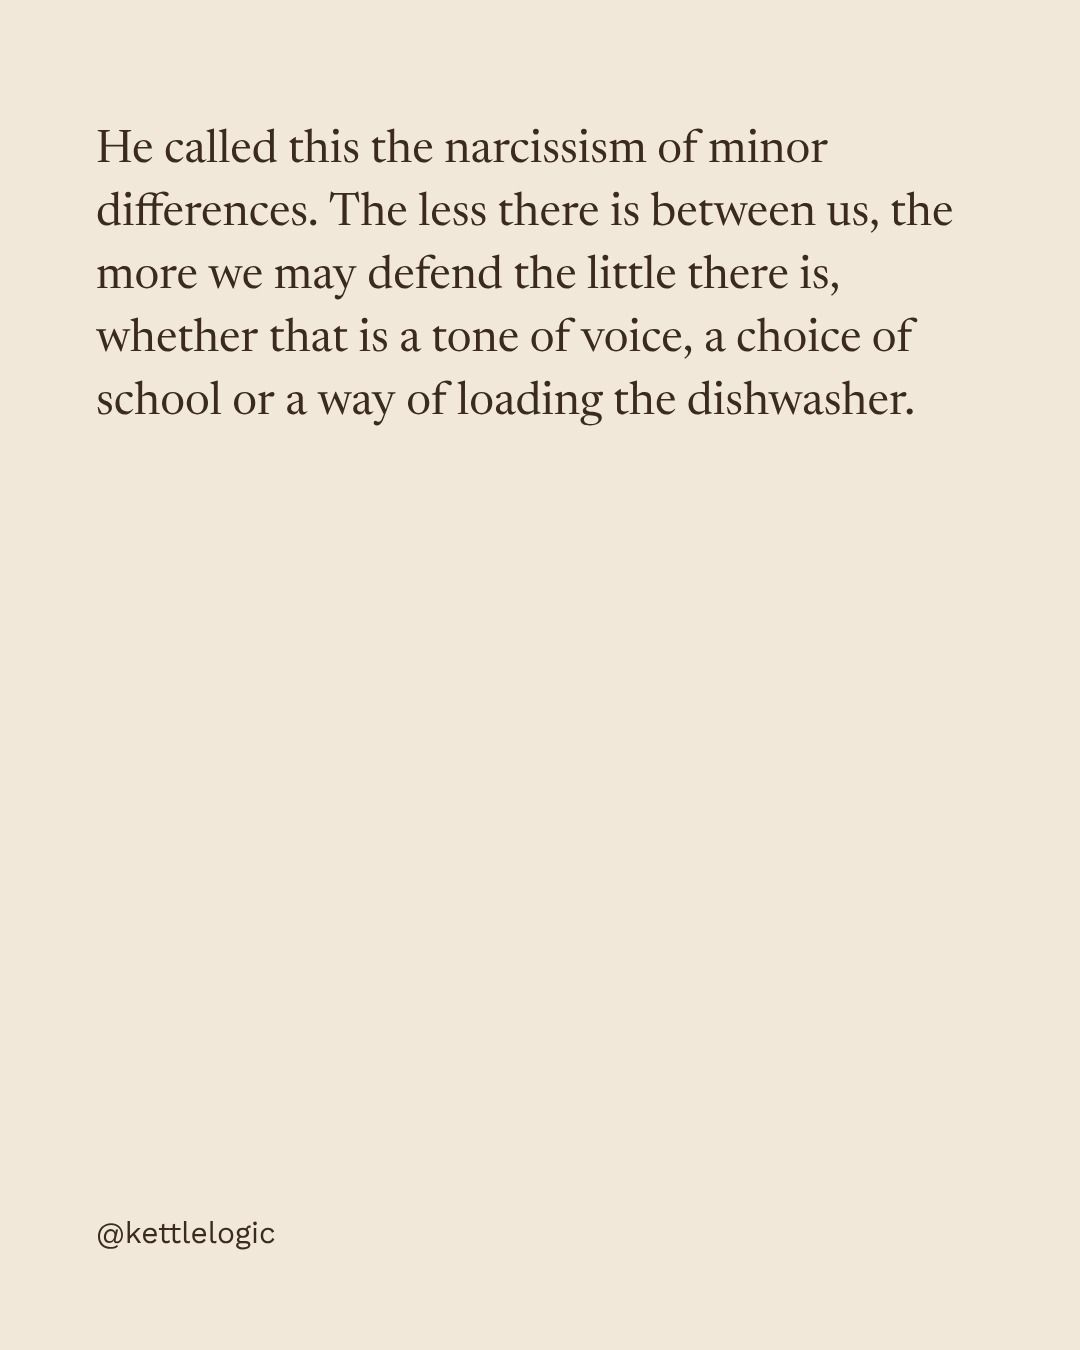 He called this the narcissism of minor
differences. The less there is between us, the
more we may defend the little there is,
whether that is a tone of voice, a choice of
school or a way of loading the dishwasher.
@kettlelogic